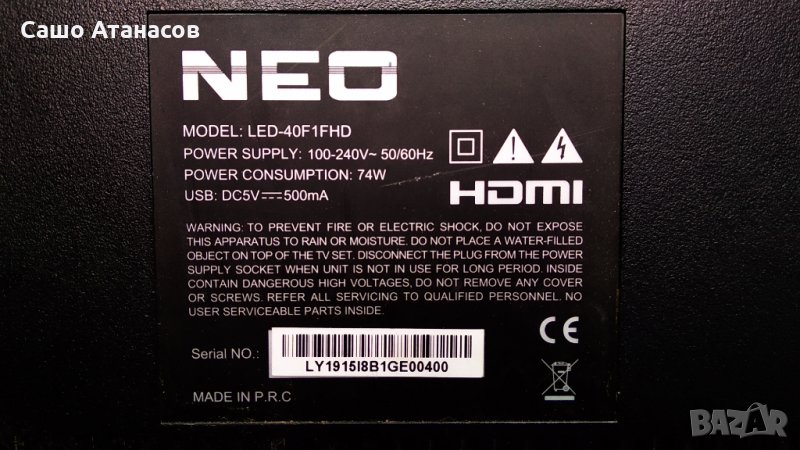 Сашо Атанасов
NEO
MODEL: LED-40F1FHD
POWER SUPPLY: 100-240V~ 50/60Hz
POWER CONSUMPTION: 74W
USB: DC5V⎓500mA
HDMI
WARNING: TO PREVENT FIRE OR ELECTRIC SHOCK, DO NOT EXPOSE
THIS APPARATUS TO RAIN OR MOISTURE. DO NOT PLACE A WATER-FILLED
OBJECT ON TOP OF THE TV SET. DISCONNECT THE PLUG FROM THE POWER
SUPPLY SOCKET WHEN UNIT IS NOT IN USE FOR LONG PERIOD. INSIDE
CONTAIN DANGEROUS HIGH VOLTAGES, DO NOT REMOVE ANY COVER
OR SCREWS. REFER ALL SERVICING TO QUALIFIED PERSONNEL. NO
USER SERVICEABLE PARTS INSIDE.
Serial NO.:
LY1915I8B1GE00400
CE
MADE IN P.R.C
BAZAR